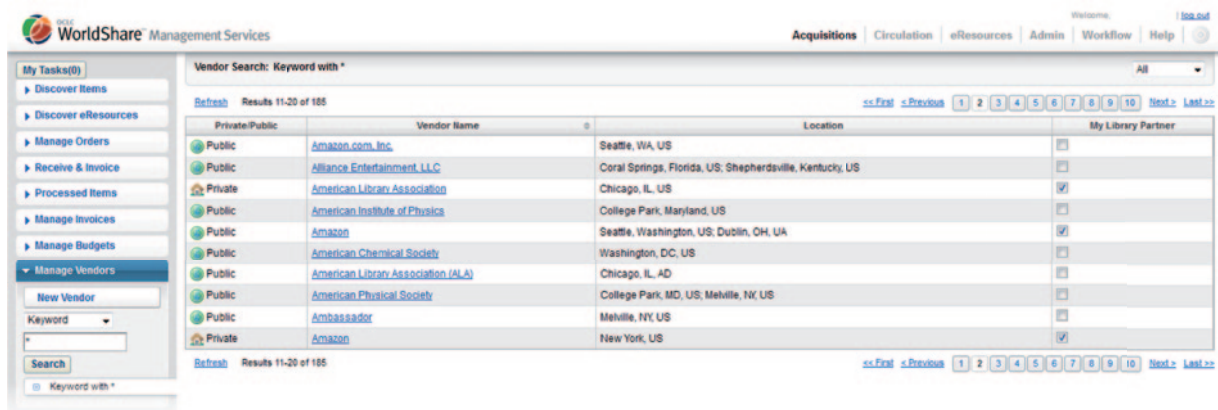 Welcome, | log out
OCLC
WorldShare™ Management Services
Acquisitions | Circulation | eResources | Admin | Workflow | Help
My Tasks(0)
Discover Items
Discover eResources
Manage Orders
Receive & Invoice
Processed Items
Manage Invoices
Manage Budgets
Manage Vendors
New Vendor
Keyword
*
Search
Keyword with *
Vendor Search: Keyword with *
All
Refresh Results 11-20 of 185 << First < Previous 1 2 3 4 5 6 7 8 9 10 Next > Last >>
Private/Public Vendor Name Location My Library Partner
Public Amazon.com, Inc. Seattle, WA, US
Public Alliance Entertainment, LLC Coral Springs, Florida, US; Shepherdsville, Kentucky, US
Private American Library Association Chicago, IL, US
Public American Institute of Physics College Park, Maryland, US
Public Amazon Seattle, Washington, US; Dublin, OH, UA
Public American Chemical Society Washington, DC, US
Public American Library Association (ALA) Chicago, IL, AD
Public American Physical Society College Park, MD, US; Melville, NY, US
Public Ambassador Melville, NY, US
Private Amazon New York, US
Refresh Results 11-20 of 185 << First < Previous 1 2 3 4 5 6 7 8 9 10 Next > Last >>